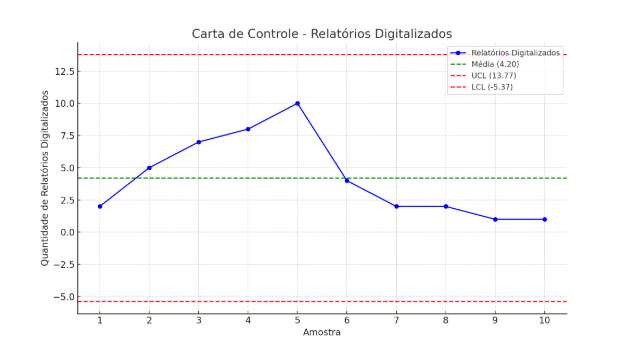 Carta de Controle - Relatórios Digitalizados
Relatórios Digitalizados
Média (4.20)
UCL (13.77)
LCL (-5.37)
Quantidade de Relatórios Digitalizados
12.5
10.0
7.5
5.0
2.5
0.0
−2.5
−5.0
1 2 3 4 5 6 7 8 9 10
Amostra